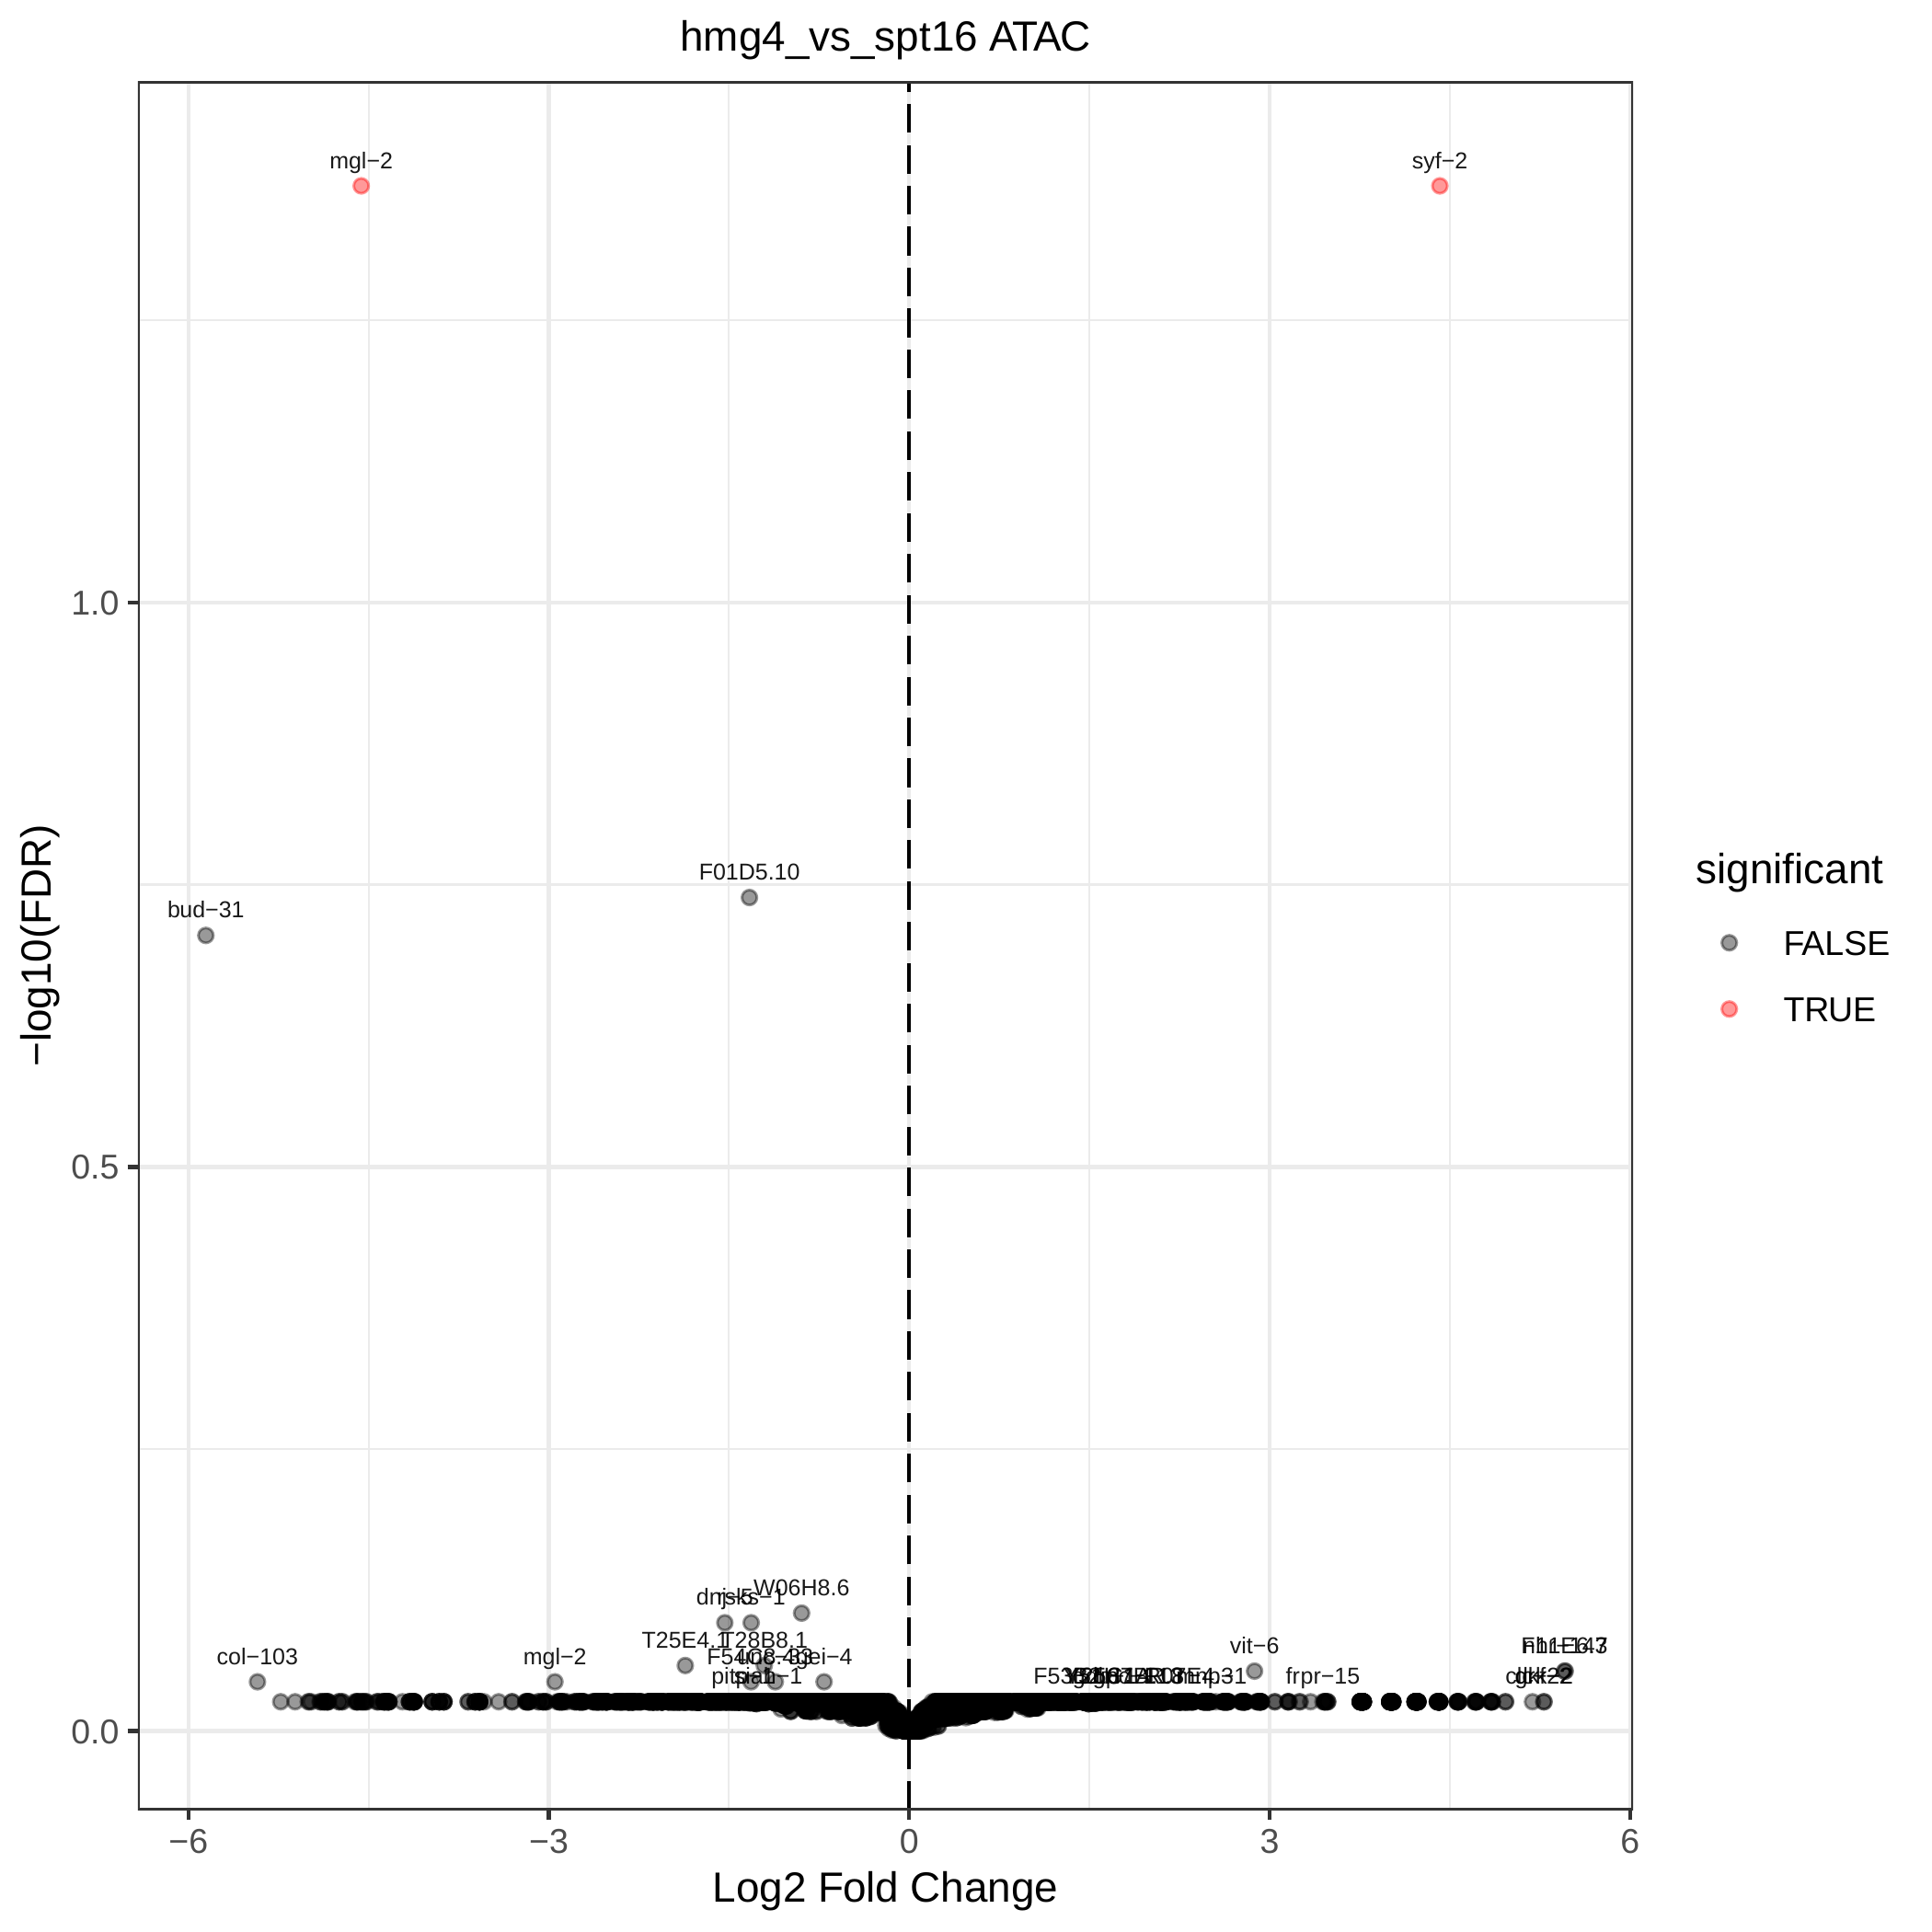 hmg4_vs_spt16 ATAC
mgl−2
syf−2
1.0
F01D5.10
bud−31
−log10(FDR)
significant
FALSE
TRUE
0.5
W06H8.6
T25E4.1
T28B8.1
col−103
mgl−2
vit−6
frpr−15
0.0
−6
−3
0
3
6
Log2 Fold Change